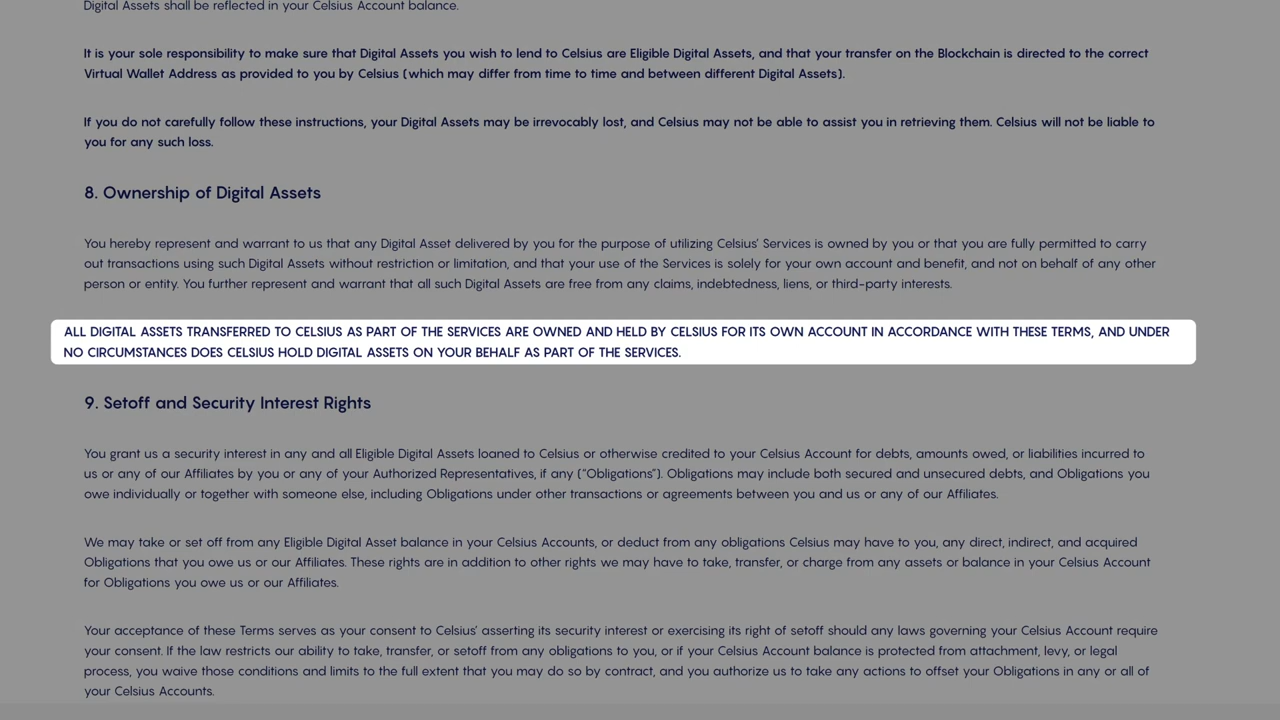 Digital Assets shall be reflected in your Celsius Account balance.
It is your sole responsibility to make sure that Digital Assets you wish to lend to Celsius are Eligible Digital Assets, and that your transfer on the Blockchain is directed to the correct
Virtual Wallet Address as provided to you by Celsius (which may differ from time to time and between different Digital Assets).
If you do not carefully follow these instructions, your Digital Assets may be irrevocably lost, and Celsius may not be able to assist you in retrieving them. Celsius will not be liable to
you for any such loss.
8. Ownership of Digital Assets
You hereby represent and warrant to us that any Digital Asset delivered by you for the purpose of utilizing Celsius’ Services is owned by you or that you are fully permitted to carry
out transactions using such Digital Assets without restriction or limitation, and that your use of the Services is solely for your own account and benefit, and not on behalf of any other
person or entity. You further represent and warrant that all such Digital Assets are free from any claims, indebtedness, liens, or third-party interests.
ALL DIGITAL ASSETS TRANSFERRED TO CELSIUS AS PART OF THE SERVICES ARE OWNED AND HELD BY CELSIUS FOR ITS OWN ACCOUNT IN ACCORDANCE WITH THESE TERMS, AND UNDER
NO CIRCUMSTANCES DOES CELSIUS HOLD DIGITAL ASSETS ON YOUR BEHALF AS PART OF THE SERVICES.
9. Setoff and Security Interest Rights
You grant us a security interest in any and all Eligible Digital Assets loaned to Celsius or otherwise credited to your Celsius Account for debts, amounts owed, or liabilities incurred to
us or any of our Affiliates by you or any of your Authorized Representatives, if any (“Obligations”). Obligations may include both secured and unsecured debts, and Obligations you
owe individually or together with someone else, including Obligations under other transactions or agreements between you and us or any of our Affiliates.
We may take or set off from any Eligible Digital Asset balance in your Celsius Accounts, or deduct from any obligations Celsius may have to you, any direct, indirect, and acquired
Obligations that you owe us or our Affiliates. These rights are in addition to other rights we may have to take, transfer, or charge from any assets or balance in your Celsius Account
for Obligations you owe us or our Affiliates.
Your acceptance of these Terms serves as your consent to Celsius’ asserting its security interest or exercising its right of setoff should any laws governing your Celsius Account require
your consent. If the law restricts our ability to take, transfer, or setoff from any obligations to you, or if your Celsius Account balance is protected from attachment, levy, or legal
process, you waive those conditions and limits to the full extent that you may do so by contract, and you authorize us to take any actions to offset your Obligations in any or all of
your Celsius Accounts.